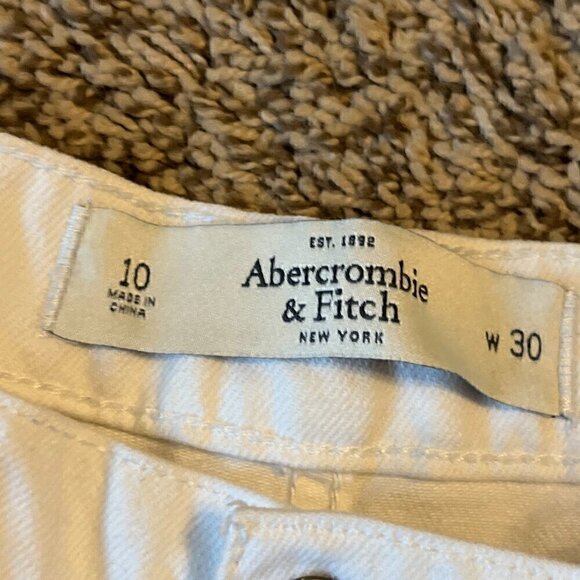 10
MADE IN
CHINA
EST. 1892
Abercrombie
& Fitch
NEW YORK
W 30